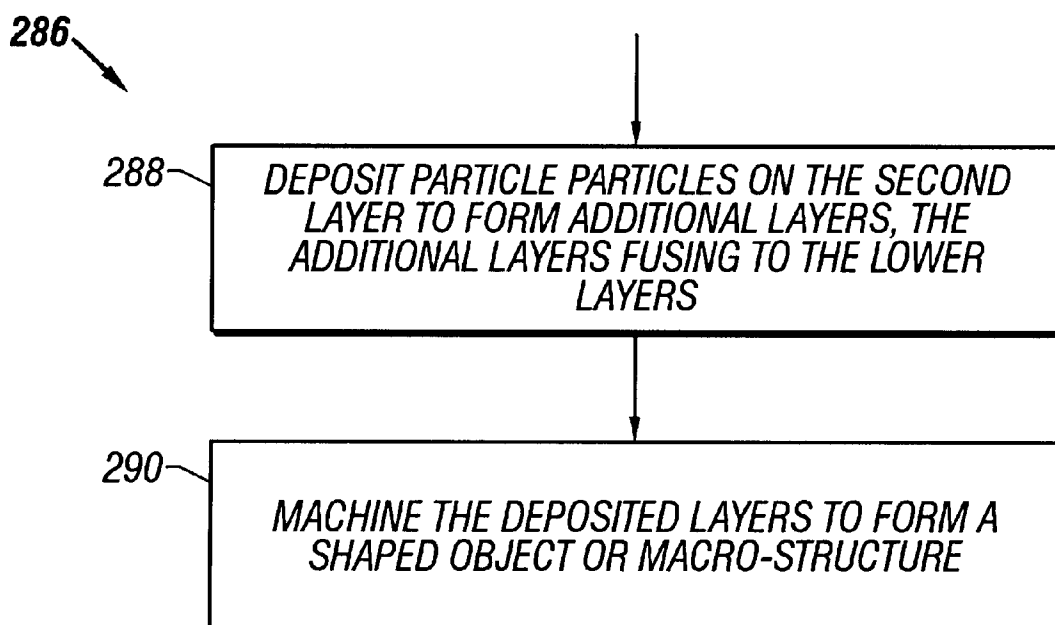 286
288
DEPOSIT PARTICLE PARTICLES ON THE SECOND
LAYER TO FORM ADDITIONAL LAYERS, THE
ADDITIONAL LAYERS FUSING TO THE LOWER
LAYERS
290
MACHINE THE DEPOSITED LAYERS TO FORM A
SHAPED OBJECT OR MACRO-STRUCTURE